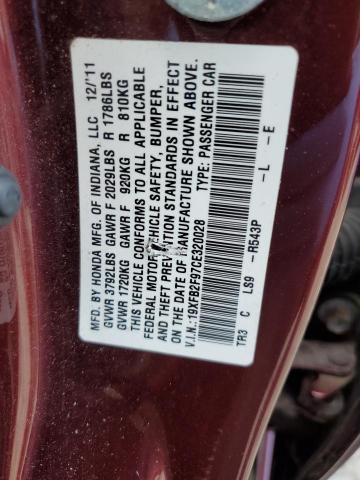 MFD. BY HONDA MFG. OF INDIANA, LLC 12/'11
GVWR 3792LBS GAWR F 2029LBS R 1786LBS
GVWR 1720KG GAWR F 920KG R 810KG
THIS VEHICLE CONFORMS TO ALL APPLICABLE
FEDERAL MOTOR VEHICLE SAFETY, BUMPER,
AND THEFT PREVENTION STANDARDS IN EFFECT
ON THE DATE OF MANUFACTURE SHOWN ABOVE.
V.I.N.: 19XFB2F97CE320028 TYPE: PASSENGER CAR
TR3 C LS9 -R543P -L -E